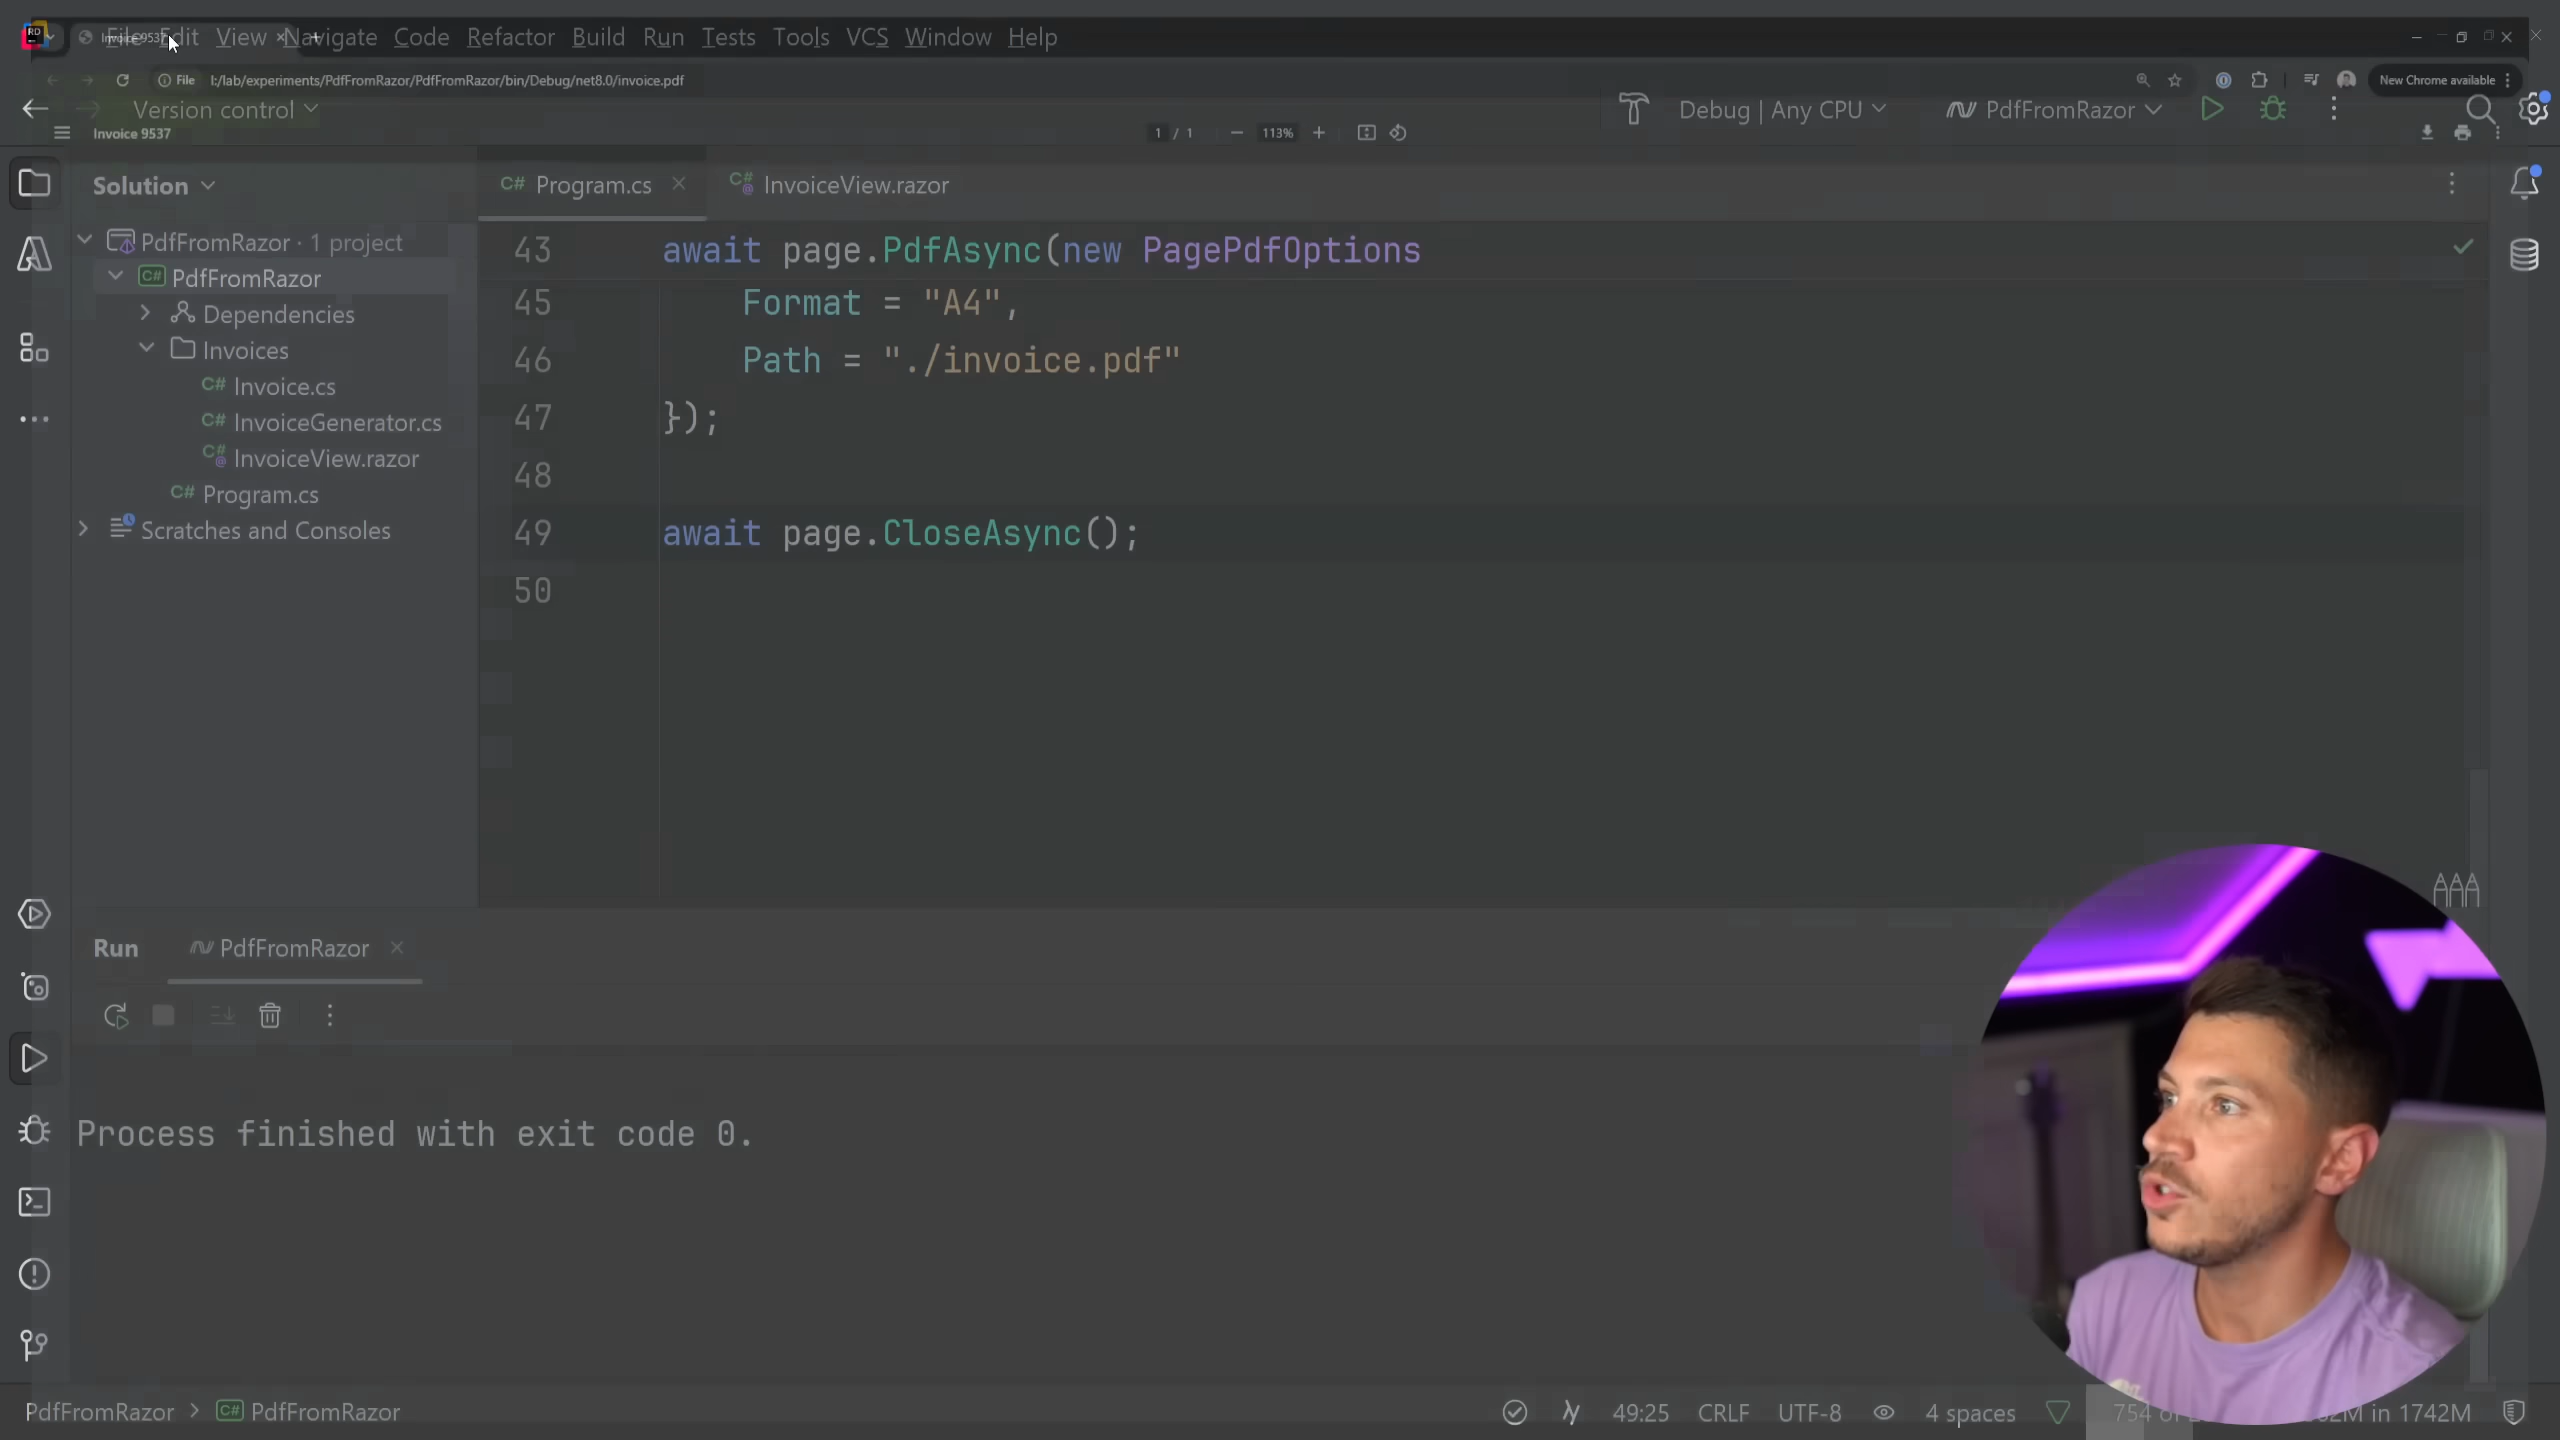 File Edit View Navigate Code Refactor Build Run Tests Tools VCS Window Help
File I:/lab/experiments/PdfFromRazor/PdfFromRazor/bin/Debug/net8.0/invoice.pdf New Chrome available
Version control Debug | Any CPU PdfFromRazor
Invoice 9537 1 / 1 113%
Solution Program.cs InvoiceView.razor
PdfFromRazor · 1 project
PdfFromRazor
Dependencies
Invoices
Invoice.cs
InvoiceGenerator.cs
InvoiceView.razor
Program.cs
Scratches and Consoles
43 await page.PdfAsync(new PagePdfOptions
45 Format = "A4",
46 Path = "./invoice.pdf"
47 });
48
49 await page.CloseAsync();
50
Run PdfFromRazor
Process finished with exit code 0.
PdfFromRazor > PdfFromRazor 49:25 CRLF UTF-8 4 spaces 754 in 1742M